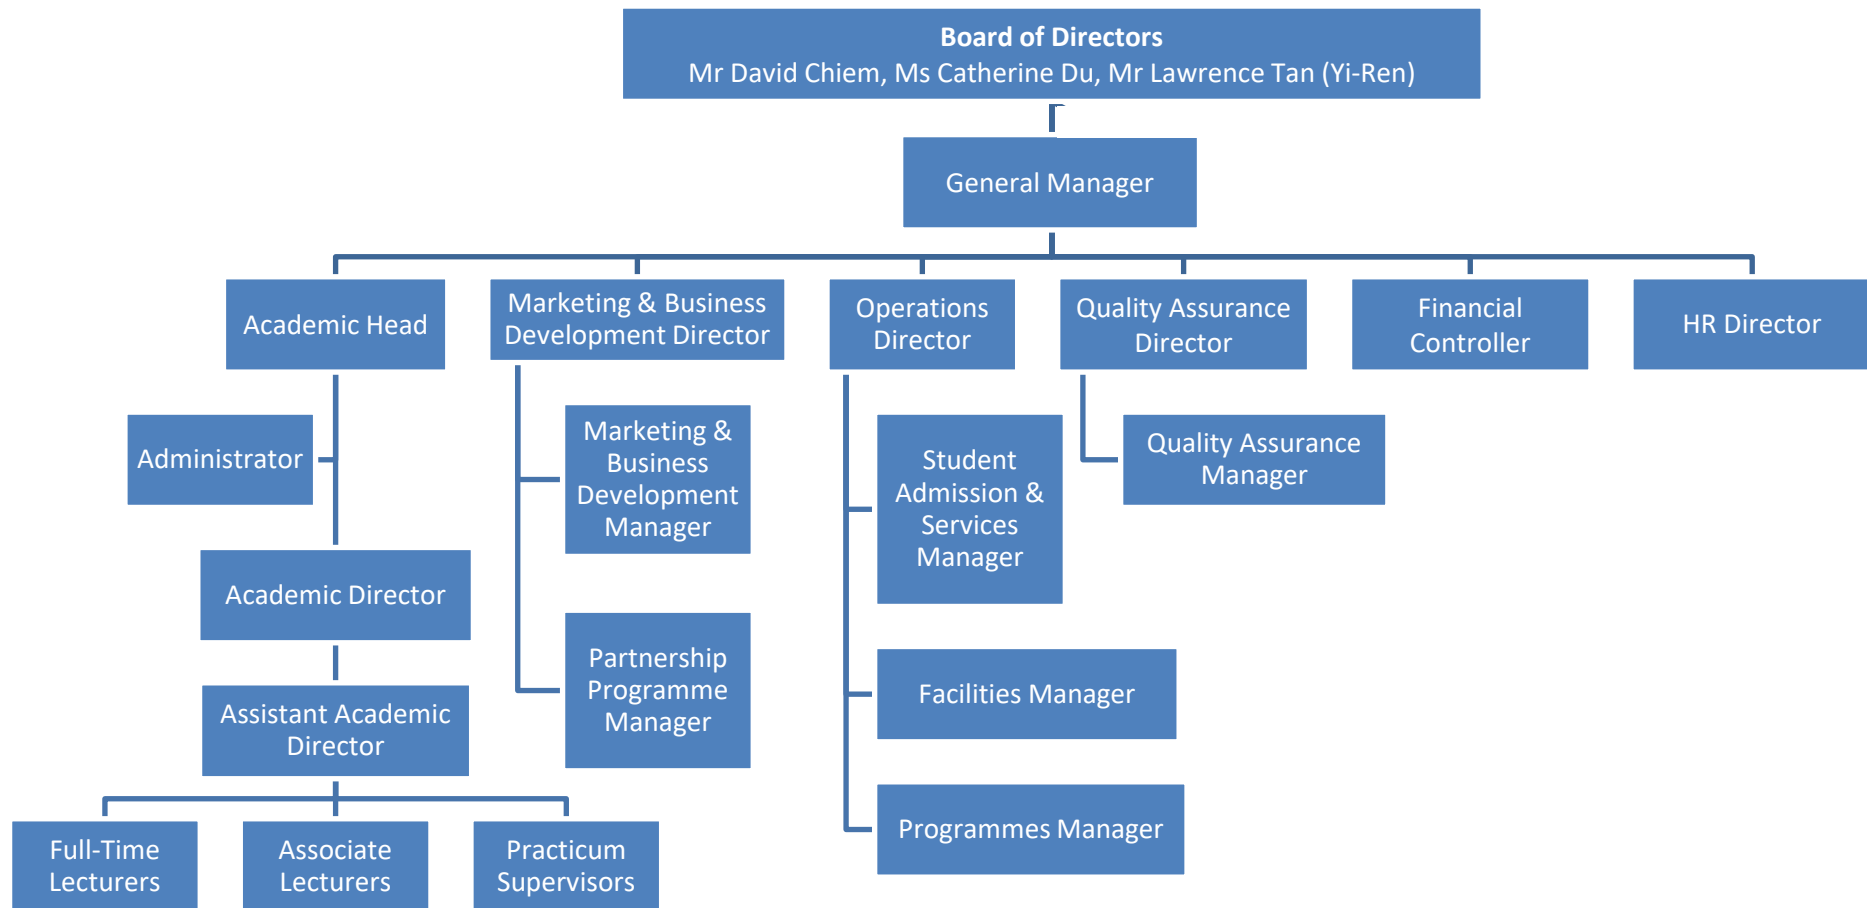 Board of Directors
Mr David Chiem, Ms Catherine Du, Mr Lawrence Tan (Yi-Ren)
General Manager
Academic Head
Marketing & Business
Development Director
Operations
Director
Quality Assurance
Director
Financial
Controller
HR Director
Administrator
Marketing &
Business
Development
Manager
Student
Admission &
Services
Manager
Quality Assurance
Manager
Academic Director
Partnership
Programme
Manager
Facilities Manager
Assistant Academic
Director
Programmes Manager
Full-Time
Lecturers
Associate
Lecturers
Practicum
Supervisors